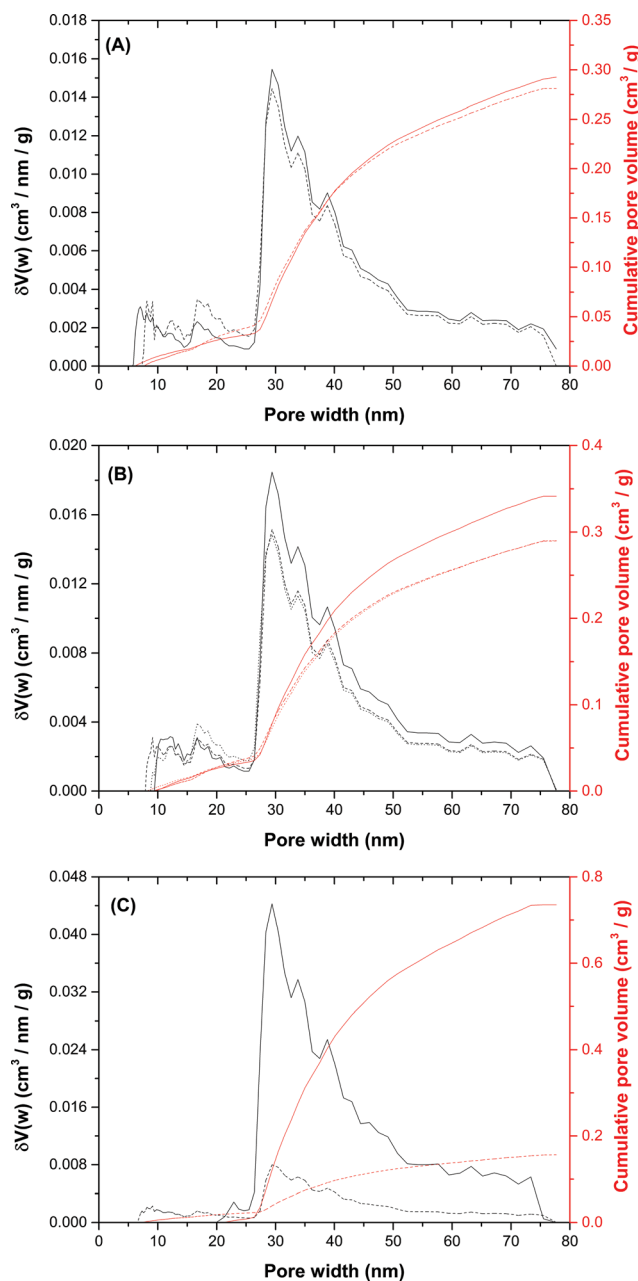 (A)
0.018
0.016
0.014
0.012
0.010
0.008
0.006
0.004
0.002
0.000
δV(w) (cm³ / nm / g)
0 10 20 30 40 50 60 70 80
Pore width (nm)
0.35
0.30
0.25
0.20
0.15
0.10
0.05
0.00
Cumulative pore volume (cm³ / g)
(B)
0.020
0.016
0.012
0.008
0.004
0.000
δV(w) (cm³ / nm / g)
0 10 20 30 40 50 60 70 80
Pore width (nm)
0.4
0.3
0.2
0.1
0.0
Cumulative pore volume (cm³ / g)
(C)
0.048
0.040
0.032
0.024
0.016
0.008
0.000
δV(w) (cm³ / nm / g)
0 10 20 30 40 50 60 70 80
Pore width (nm)
0.8
0.6
0.4
0.2
0.0
Cumulative pore volume (cm³ / g)